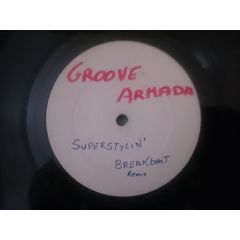 GROOVE
ARMADA
SUPERSTYLIN'
BREAKBEAT
Remix